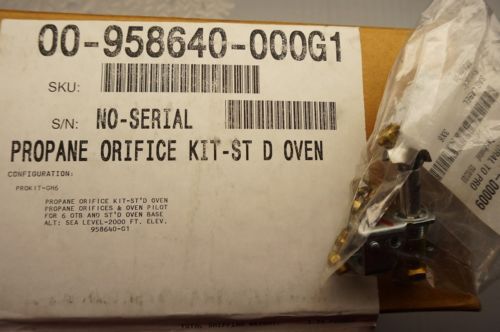 00-958640-000G1
SKU:
S/N: NO-SERIAL
PROPANE ORIFICE KIT-ST D OVEN
CONFIGURATION:
PROKIT-GM6
PROPANE ORIFICE KIT-ST'D OVEN
PROPANE ORIFICES & OVEN PILOT
FOR 6 OTB AND ST'D OVEN BASE
ALT: SEA LEVEL-2000 FT. ELEV.
958640-G1
-00009